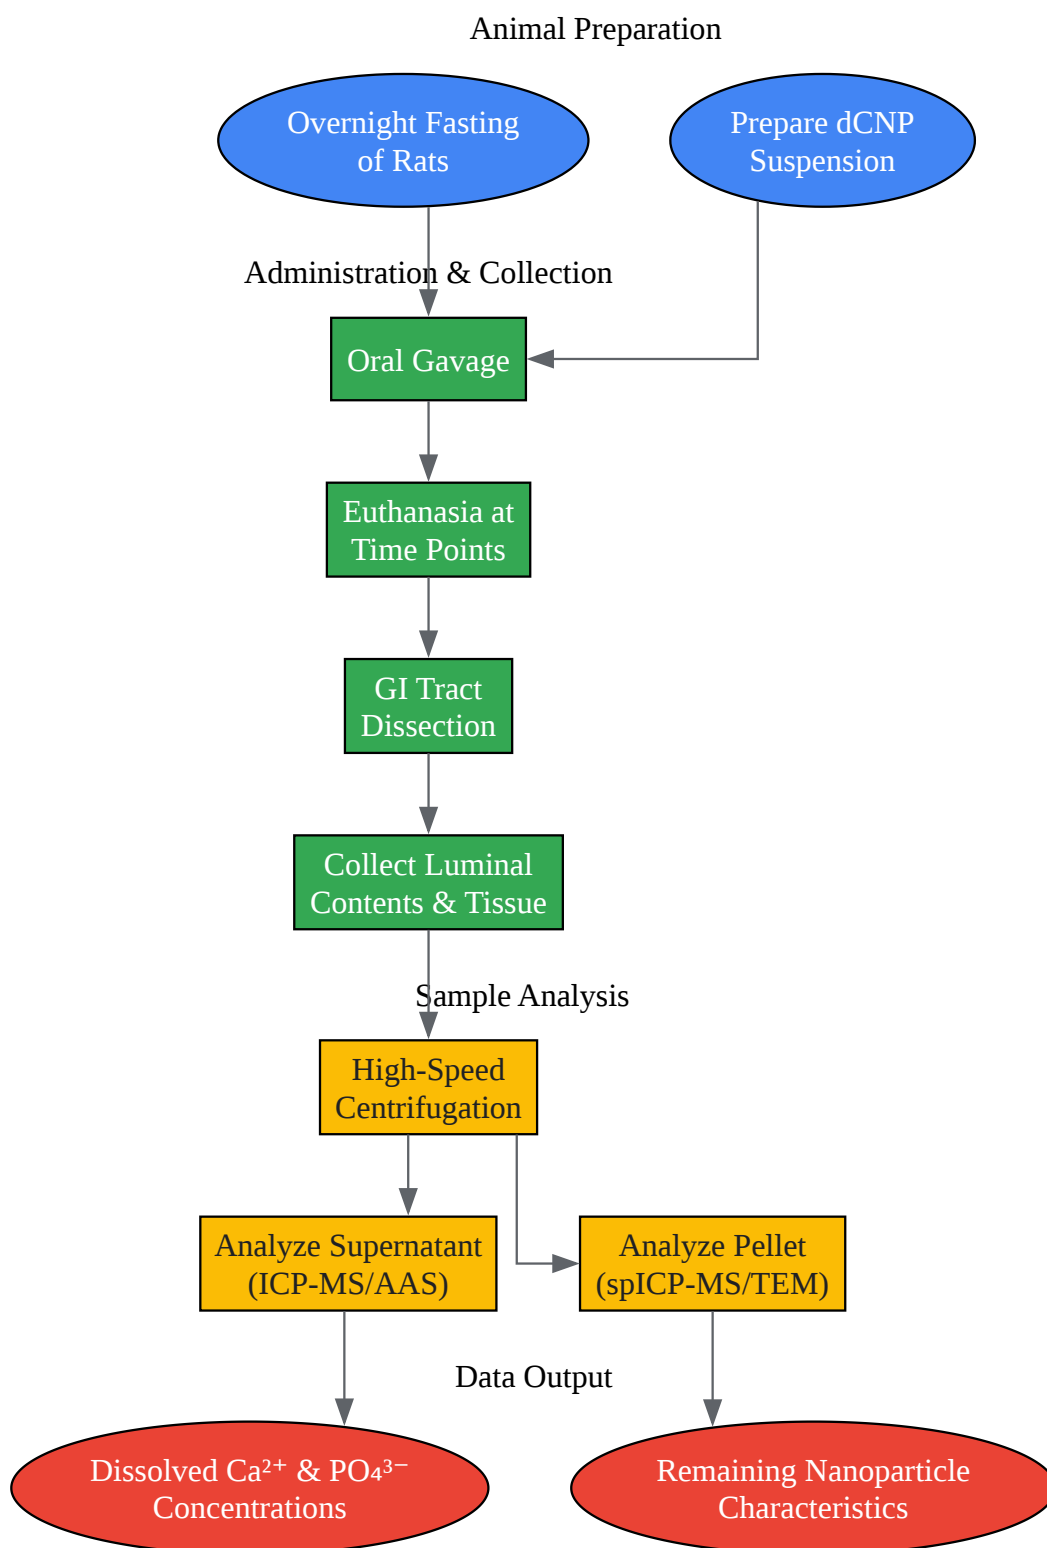 Animal Preparation
Overnight Fasting
of Rats
Prepare dCNP
Suspension
Administration & Collection
Oral Gavage
Euthanasia at
Time Points
GI Tract
Dissection
Collect Luminal
Contents & Tissue
Sample Analysis
High-Speed
Centrifugation
Analyze Supernatant
(ICP-MS/AAS)
Analyze Pellet
(spICP-MS/TEM)
Data Output
Dissolved Ca²⁺ & PO₄³⁻
Concentrations
Remaining Nanoparticle
Characteristics